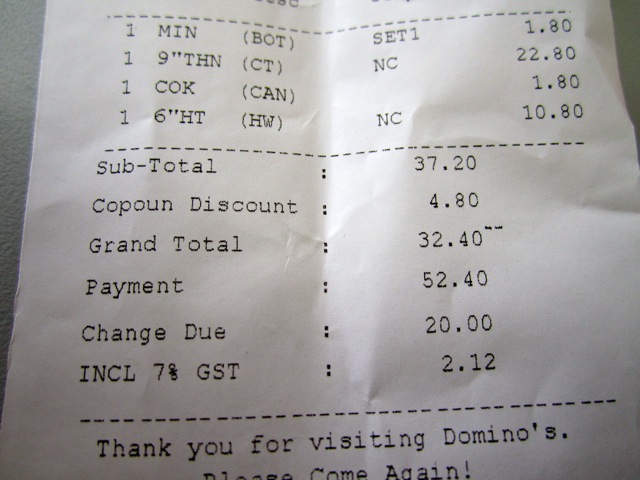 1 MIN (BOT) SET1 1.80
1 9"THN (CT) NC 22.80
1 COK (CAN) 1.80
1 6"HT (HW) NC 10.80
Sub-Total : 37.20
Copoun Discount : 4.80
Grand Total : 32.40
Payment : 52.40
Change Due : 20.00
INCL 7% GST : 2.12
Thank you for visiting Domino's.
Please Come Again!